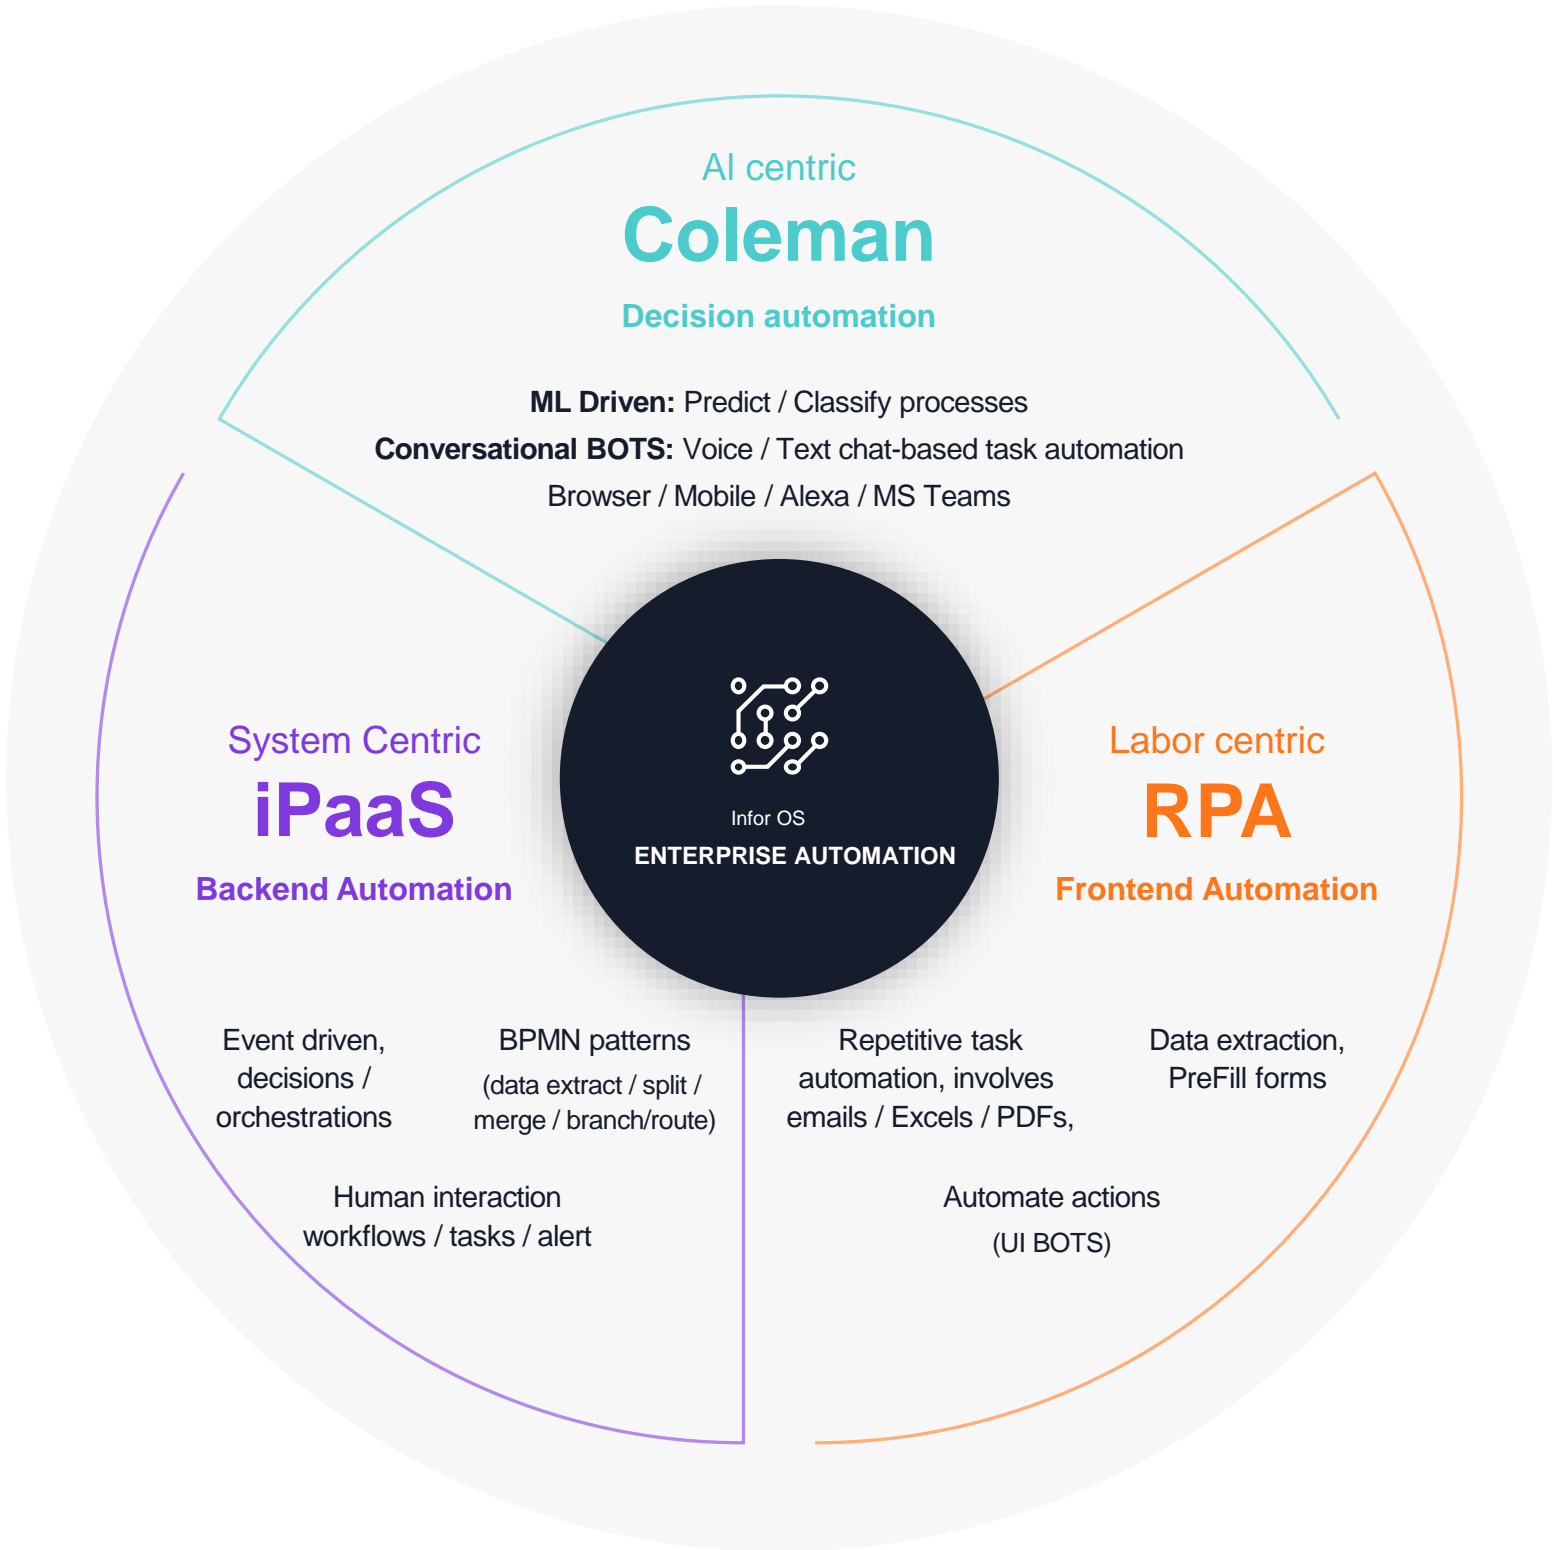 AI centric
Coleman
Decision automation
ML Driven: Predict / Classify processes
Conversational BOTS: Voice / Text chat-based task automation
Browser / Mobile / Alexa / MS Teams
System Centric
iPaaS
Backend Automation
Infor OS
ENTERPRISE AUTOMATION
Labor centric
RPA
Frontend Automation
Event driven,
decisions /
orchestrations
BPMN patterns
(data extract / split /
merge / branch/route)
Human interaction
workflows / tasks / alert
Repetitive task
automation, involves
emails / Excels / PDFs,
Data extraction,
PreFill forms
Automate actions
(UI BOTS)